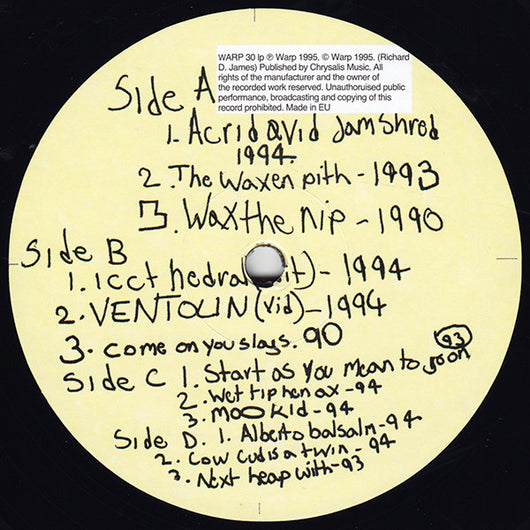 WARP 30 lp ℗ Warp 1995, © Warp 1995. (Richard
D. James) Published by Chrysalis Music. All
rights of the manufacturer and the owner of
the recorded work reserved. Unauthoruised public
performance, broadcasting and copying of this
record prohibited. Made in EU
Side A
1. Acrid avid Jam Shred
1994.
2. The waxen pith - 1993
3. Wax the nip - 1990
Side B
1. icct hedral (edit) - 1994
2. VENTOLIN (vid) - 1994
3. come on you slags. 90
Side C 1. Start as You mean to go on 93
2. Wet tip hen ax - 94
3. Mookid - 94
Side D. 1. Alberto balsalm - 94
2. Cow cud is a twin - 94
3. Next heap with - 93